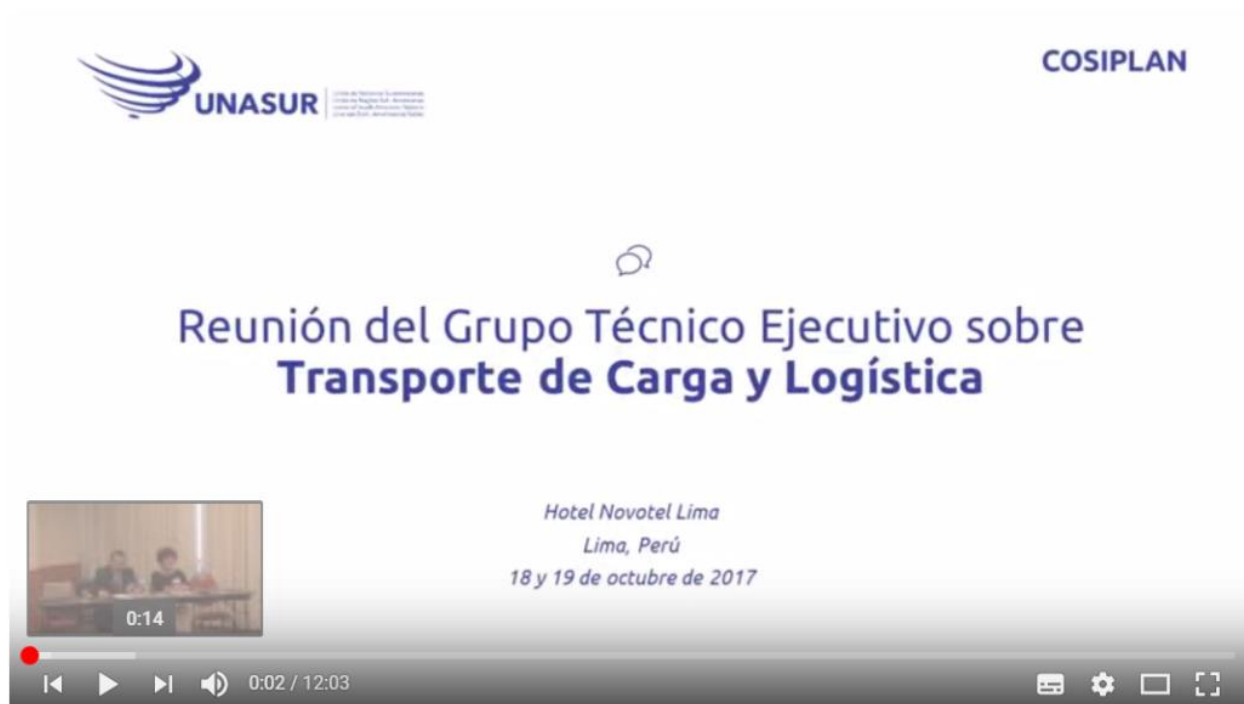 UNASUR
COSIPLAN
Reunión del Grupo Técnico Ejecutivo sobre
Transporte de Carga y Logística
Hotel Novotel Lima
Lima, Perú
18 y 19 de octubre de 2017
0:14
0:02 / 12:03